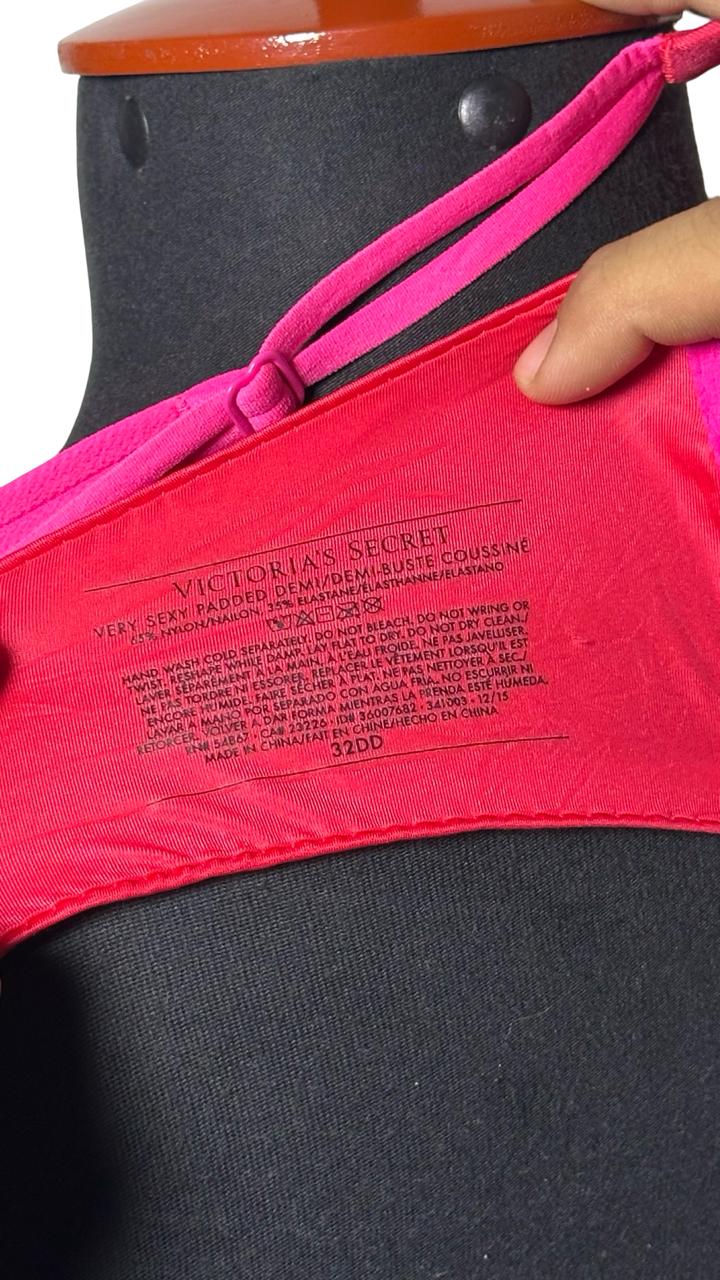 VICTORIA'S SECRET
VERY SEXY PADDED DEMI/DEMI-BUSTE COUSSINÉ
65% NYLON/NAILON, 35% ELASTANE/ELASTHANNE/ELASTANO
HAND WASH COLD SEPARATELY. DO NOT BLEACH. DO NOT WRING OR
TWIST. RESHAPE WHILE DAMP. LAY FLAT TO DRY. DO NOT DRY CLEAN./
LAVER SÉPARÉMENT À LA MAIN, À L'EAU FROIDE. NE PAS JAVELLISER.
NE PAS TORDRE NI ESSORER. REPLACER LE VÊTEMENT LORSQU'IL EST
ENCORE HUMIDE. FAIRE SÉCHER À PLAT. NE PAS NETTOYER À SEC./
LAVAR A MANO, POR SEPARADO CON AGUA FRÍA. NO ESCURRIR NI
RETORCER. VOLVER A DAR FORMA MIENTRAS LA PRENDA ESTÉ HÚMEDA.
RN# 54867 • CA# 23226 • ID# 36007682 • 341003 • 12/15
MADE IN CHINA/FAIT EN CHINE/HECHO EN CHINA
32DD